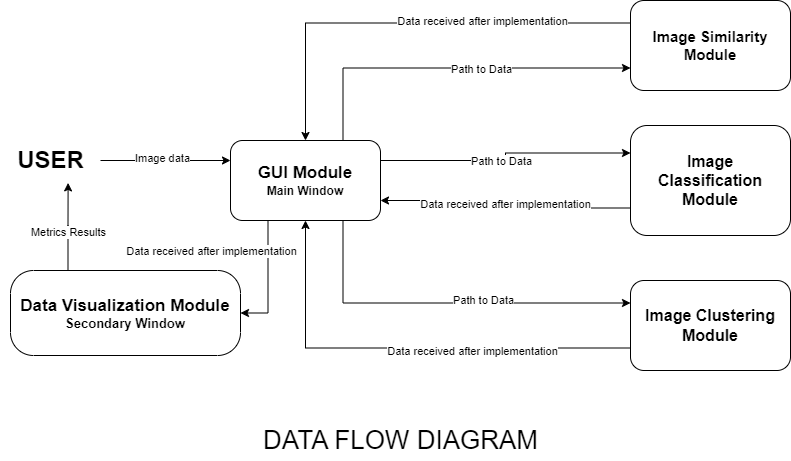 Data received after implementation
Image Similarity
Module
Path to Data
USER
Image data
GUI Module
Main Window
Path to Data
Image
Classification
Module
Data received after implementation
Metrics Results
Data received after implementation
Data Visualization Module
Secondary Window
Path to Data
Image Clustering
Module
Data received after implementation
DATA FLOW DIAGRAM